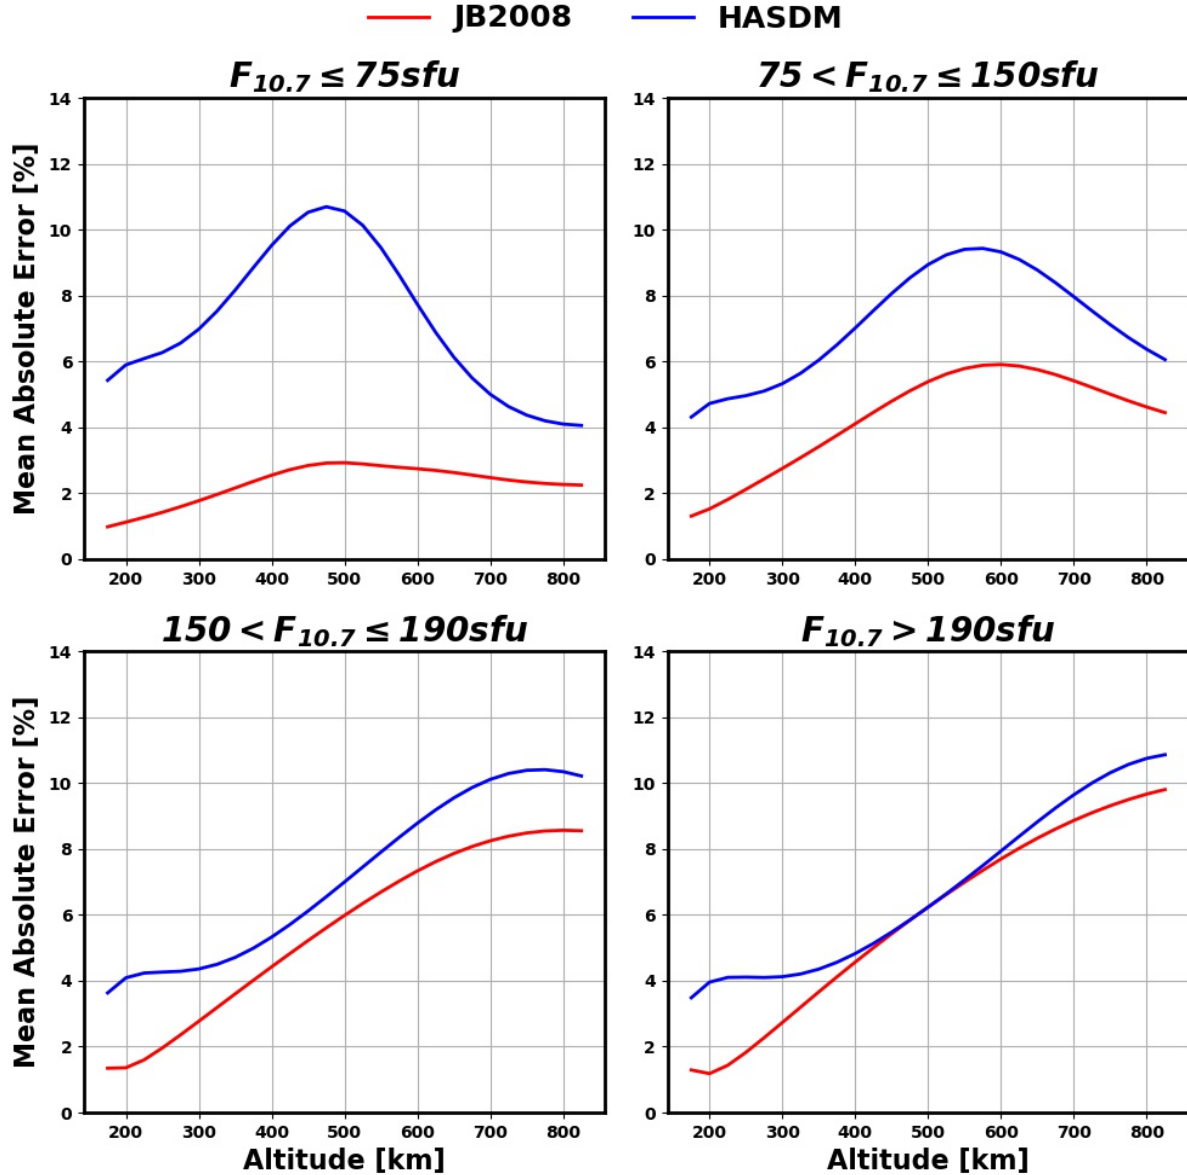 JB2008 HASDM
F10.7 ≤ 75sfu
75 < F10.7 ≤ 150sfu
Mean Absolute Error [%]
14
12
10
8
6
4
2
0
200 300 400 500 600 700 800
14
12
10
8
6
4
2
0
200 300 400 500 600 700 800
150 < F10.7 ≤ 190sfu
F10.7 > 190sfu
Mean Absolute Error [%]
14
12
10
8
6
4
2
0
200 300 400 500 600 700 800
Altitude [km]
14
12
10
8
6
4
2
0
200 300 400 500 600 700 800
Altitude [km]